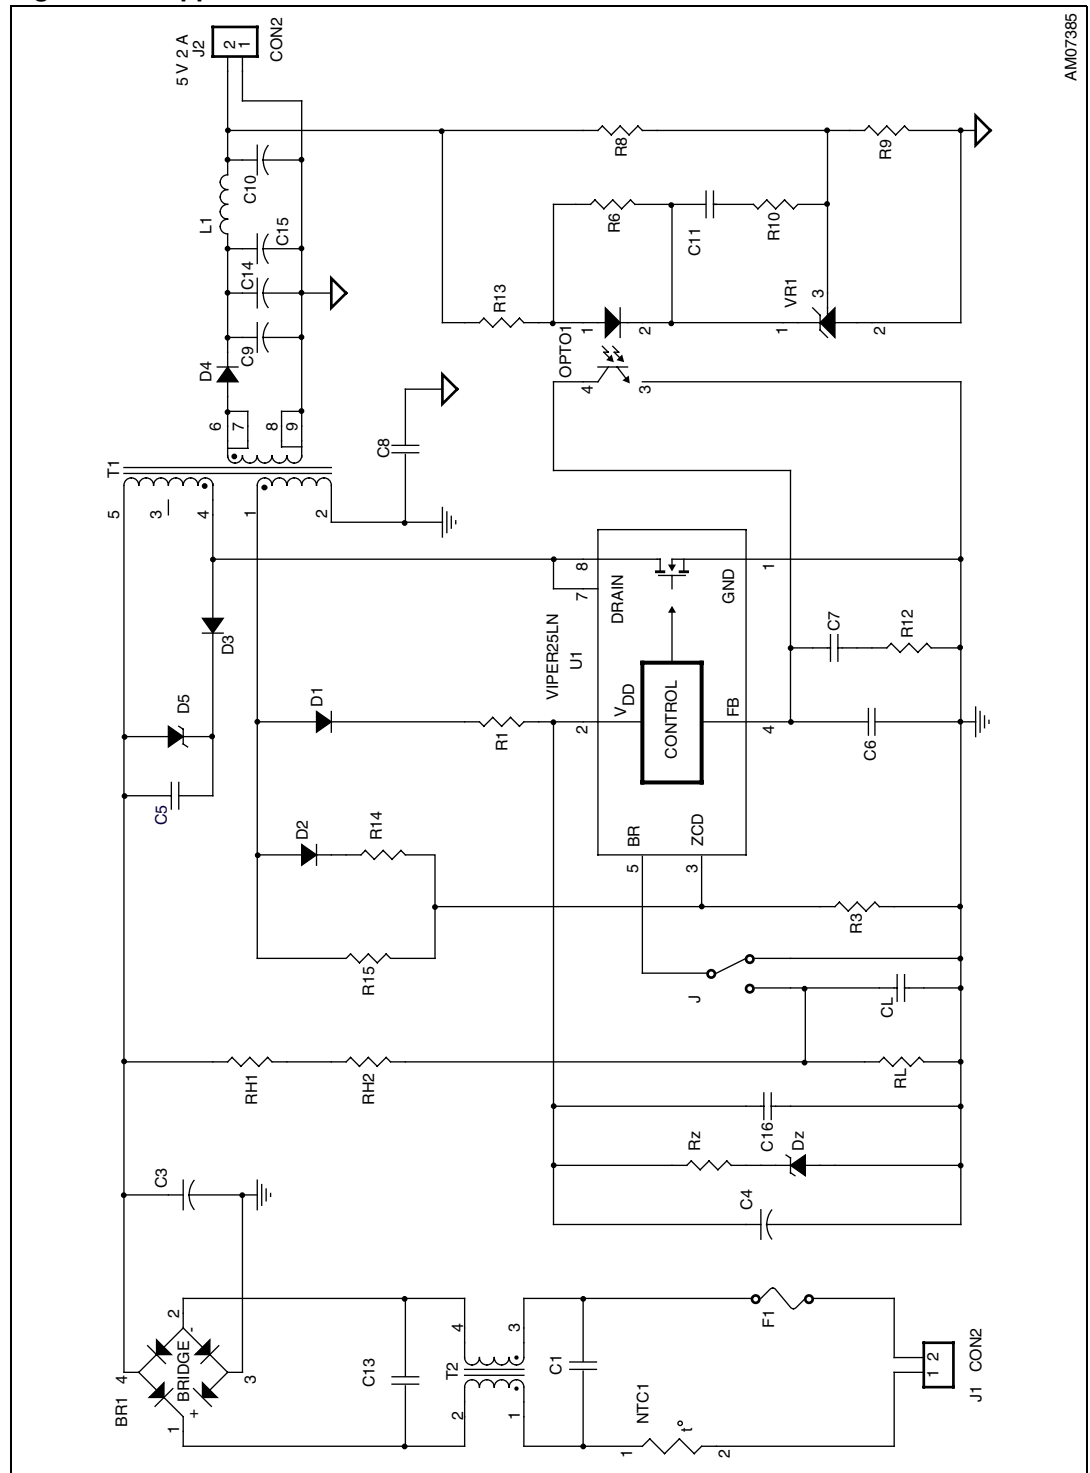 AM07385
5 V 2 A
J2
2
1
CON2
C10
L1
C15
C14
C9
D4
6
7
8
9
T1
5
3
4
1
2
C8
R8
R9
R6
C11
R10
R13
VR1
1
3
2
OPTO1
1
2
4
3
D3
D5
C5
D1
R1
D2
R14
R15
VIPER25LN
U1
8
7
DRAIN
GND
1
2
VDD
CONTROL
FB
4
BR
5
ZCD
3
C7
R12
C6
R3
J
CL
RH1
RH2
RL
C16
Rz
Dz
C4
C3
BR1
4
2
BRIDGE
-
+
1
3
C13
T2
4
3
2
1
C1
F1
NTC1
1
t°
2
J1
1
2
CON2